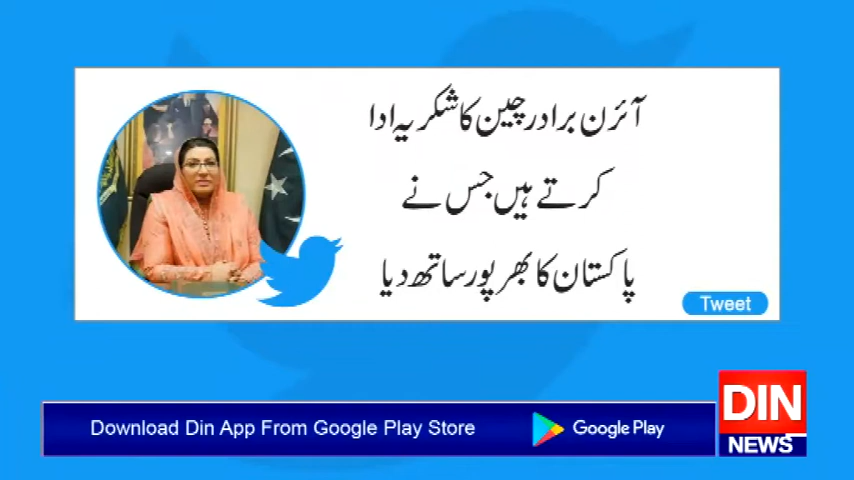 آئرن برادر چین کا شکریہ ادا
کرتے ہیں جس نے
پاکستان کا بھرپور ساتھ دیا
Tweet
Download Din App From Google Play Store
Google Play
DIN
NEWS